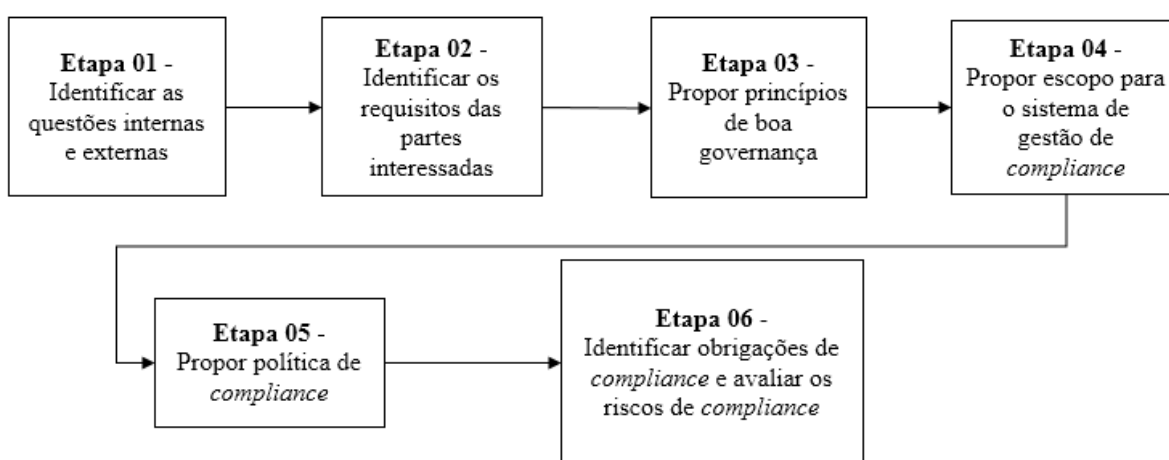 Etapa 01 -
Identificar as
questões internas
e externas
Etapa 02 -
Identificar os
requisitos das
partes
interessadas
Etapa 03 -
Propor princípios
de boa
governança
Etapa 04 -
Propor escopo para
o sistema de
gestão de
compliance
Etapa 05 -
Propor política de
compliance
Etapa 06 -
Identificar obrigações de
compliance e avaliar os
riscos de compliance